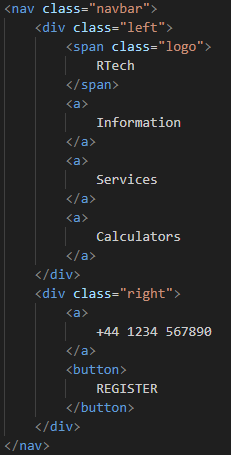 <nav class="navbar">
    <div class="left">
        <span class="logo">
            RTech
        </span>
        <a>
            Information
        </a>
        <a>
            Services
        </a>
        <a>
            Calculators
        </a>
    </div>
    <div class="right">
        <a>
            +44 1234 567890
        </a>
        <button>
            REGISTER
        </button>
    </div>
</nav>